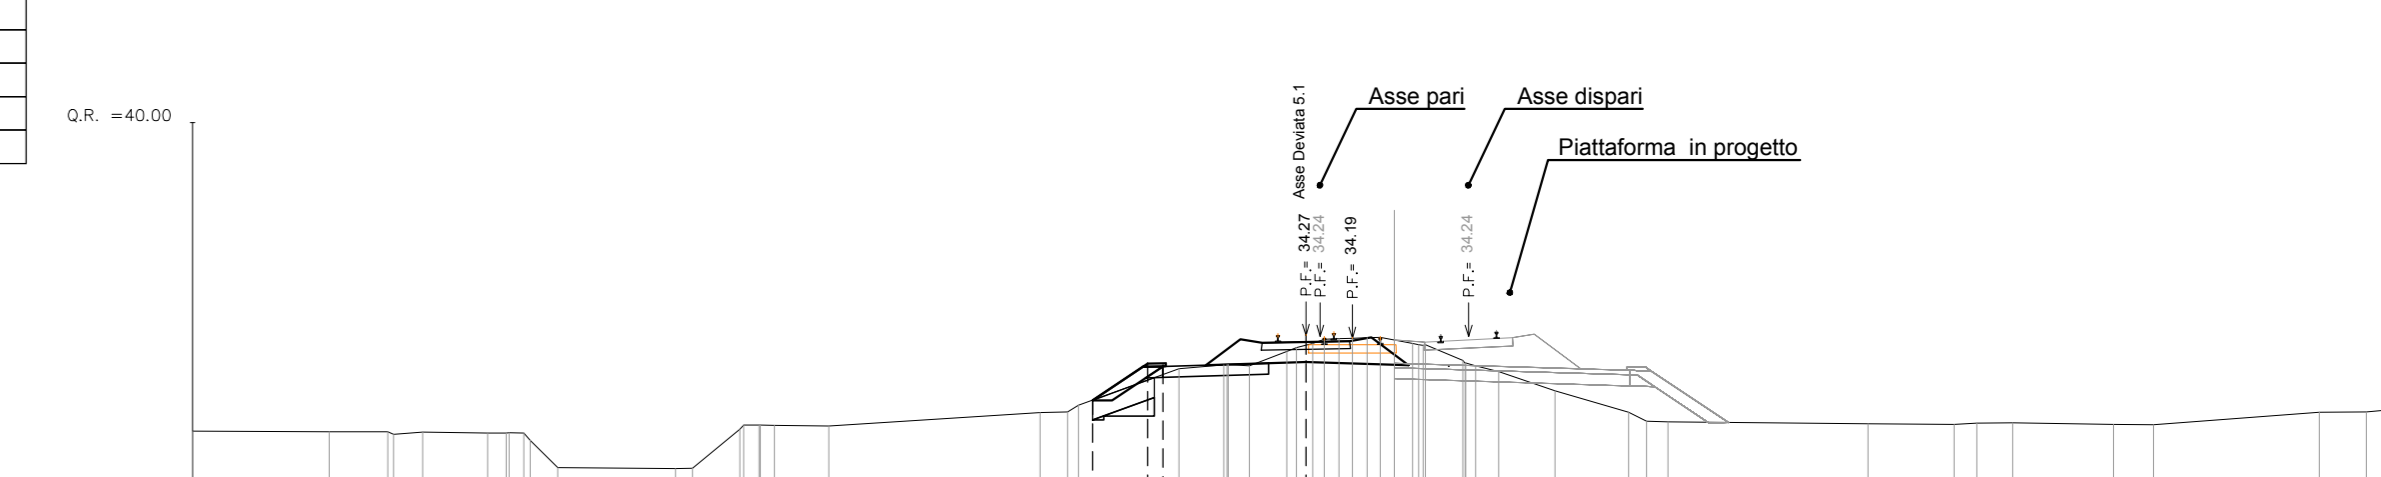 Q.R. =40.00
Asse pari
Asse dispari
Piattaforma in progetto
P.F.= 34.27 Asse Deviata 5.1
P.F.= 34.24
P.F.= 34.19
P.F.= 34.24